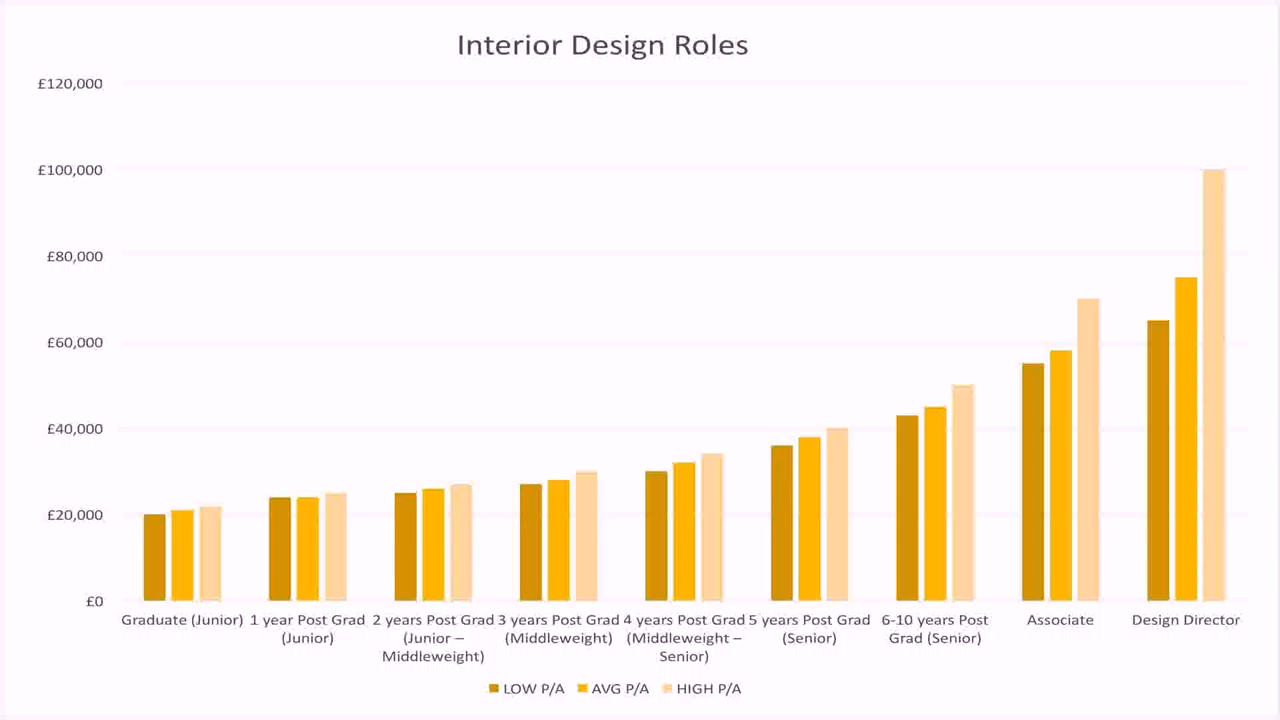 Interior Design Roles
£120,000
£100,000
£80,000
£60,000
£40,000
£20,000
£0
Graduate (Junior)
1 year Post Grad
(Junior)
2 years Post Grad
(Junior –
Middleweight)
3 years Post Grad
(Middleweight)
4 years Post Grad
(Middleweight –
Senior)
5 years Post Grad
(Senior)
6-10 years Post
Grad (Senior)
Associate
Design Director
LOW P/A AVG P/A HIGH P/A